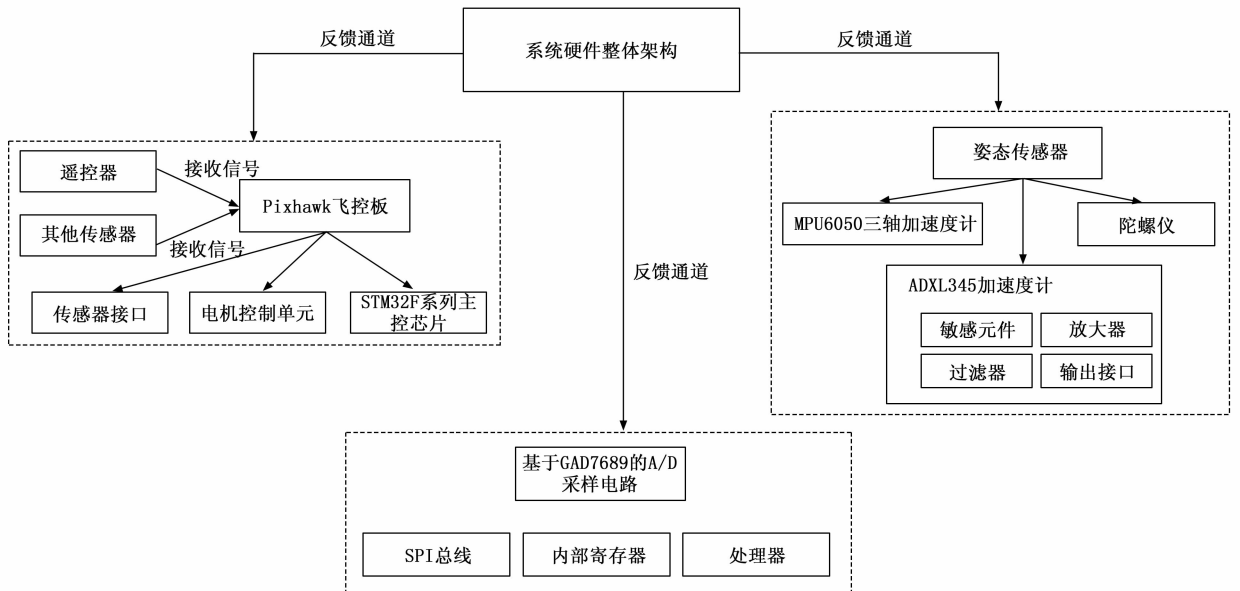 系统硬件整体架构
反馈通道
反馈通道
反馈通道
遥控器
接收信号
其他传感器
接收信号
Pixhawk飞控板
传感器接口
电机控制单元
STM32F系列主
控芯片
姿态传感器
MPU6050三轴加速度计
陀螺仪
ADXL345加速度计
敏感元件
放大器
过滤器
输出接口
基于GAD7689的A/D
采样电路
SPI总线
内部寄存器
处理器